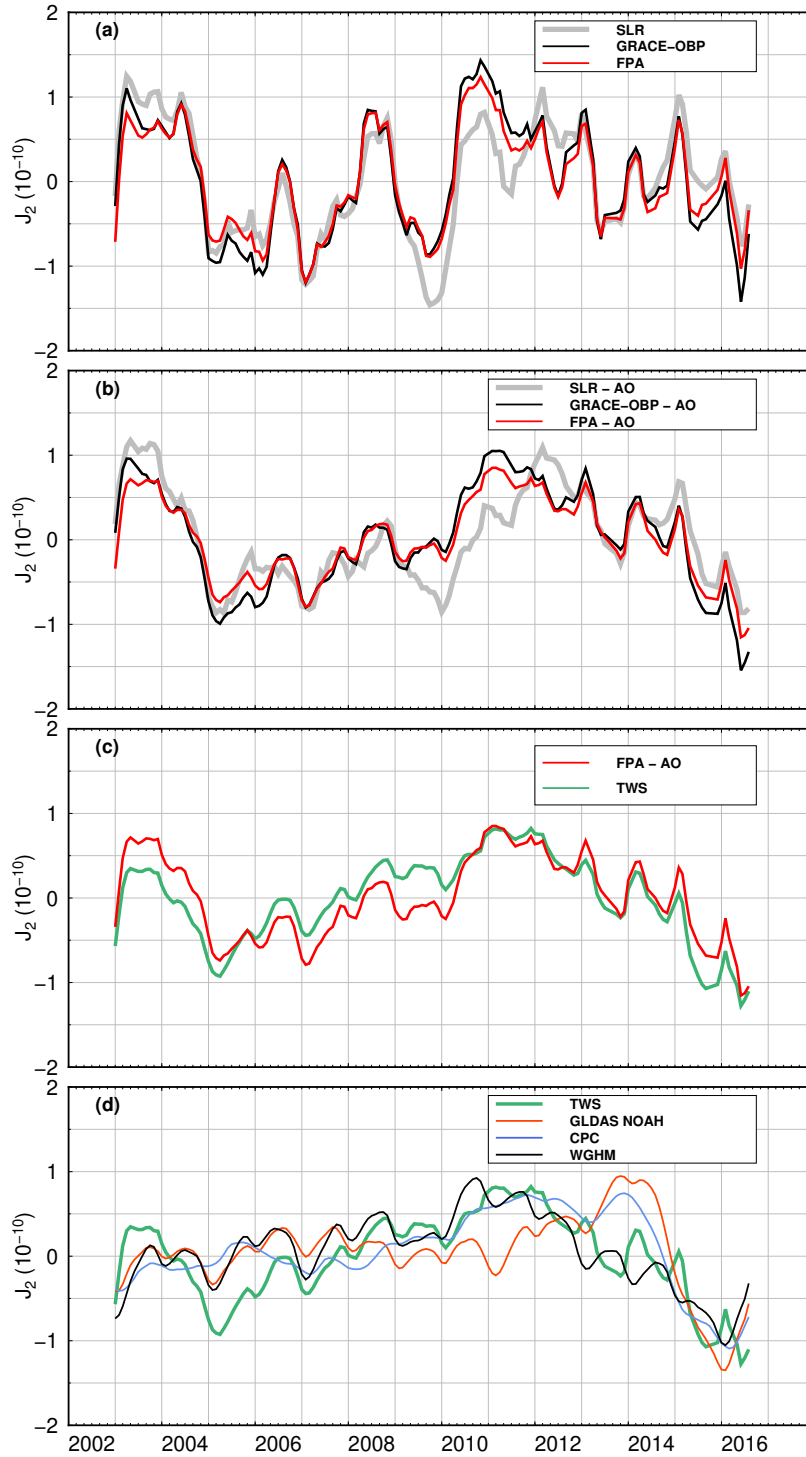 2
(a)
SLR
GRACE−OBP
FPA
1
0
J2 (10−10)
−1
−2
2
(b)
SLR − AO
GRACE−OBP − AO
FPA − AO
1
0
J2 (10−10)
−1
−2
2
(c)
FPA − AO
TWS
1
0
J2 (10−10)
−1
−2
2
(d)
TWS
GLDAS NOAH
CPC
WGHM
1
0
J2 (10−10)
−1
−2
2002 2004 2006 2008 2010 2012 2014 2016